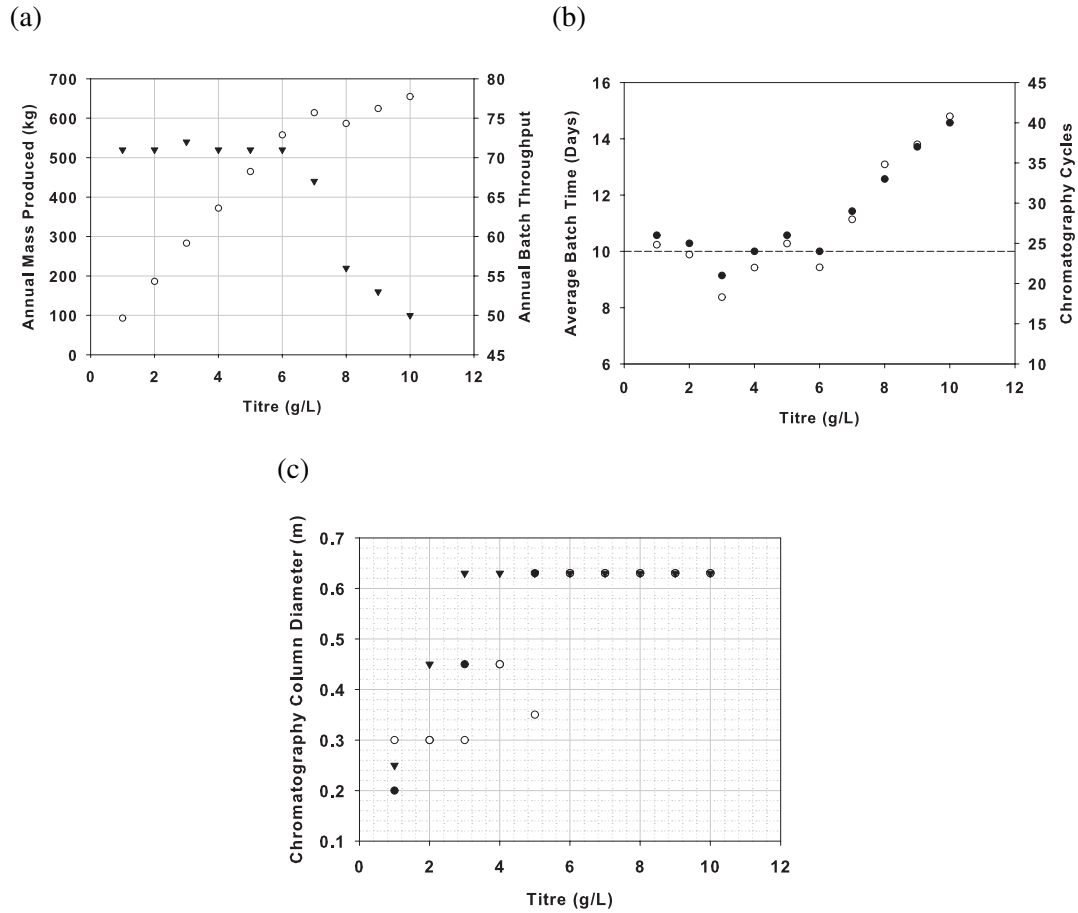 (a)
(b)
700
600
500
400
300
200
100
0
Annual Mass Produced (kg)
80
75
70
65
60
55
50
45
Annual Batch Throughput
0 2 4 6 8 10 12
Titre (g/L)
16
14
12
10
8
6
Average Batch Time (Days)
45
40
35
30
25
20
15
10
Chromatography Cycles
0 2 4 6 8 10 12
Titre (g/L)
(c)
0.7
0.6
0.5
0.4
0.3
0.2
0.1
Chromatography Column Diameter (m)
0 2 4 6 8 10 12
Titre (g/L)